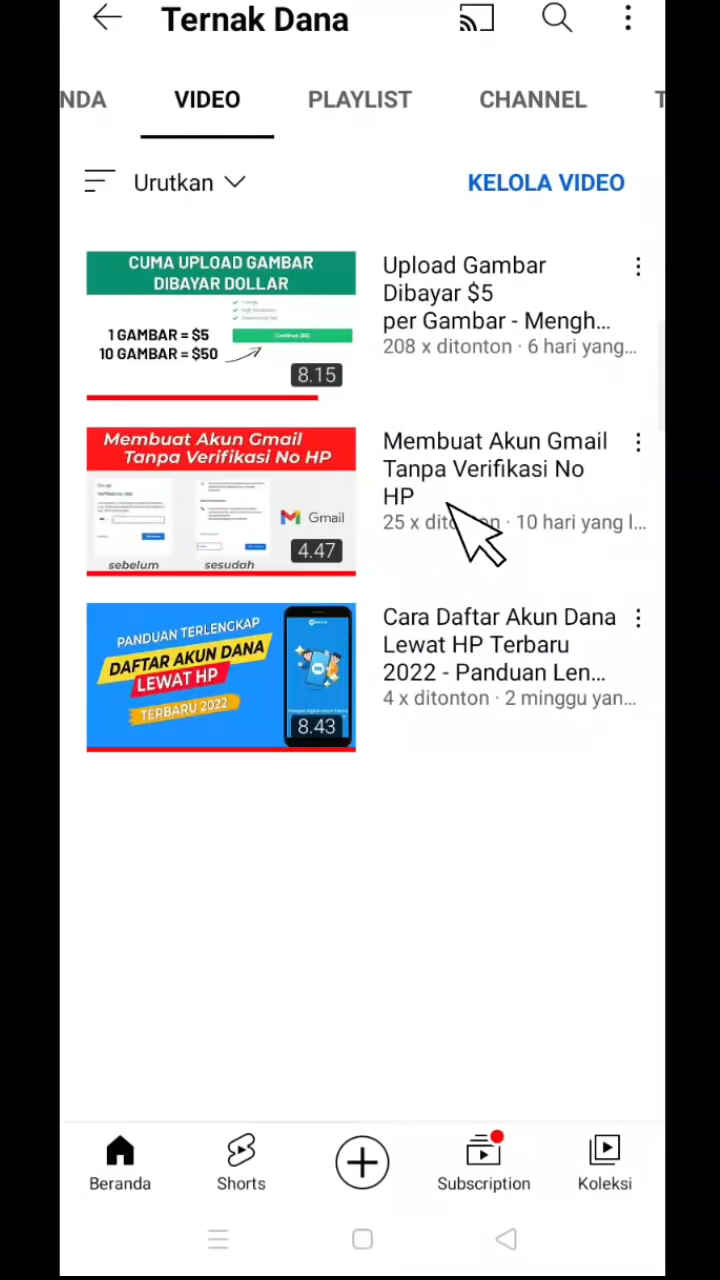 Ternak Dana
NDA
VIDEO
PLAYLIST
CHANNEL
T
Urutkan
KELOLA VIDEO
CUMA UPLOAD GAMBAR
DIBAYAR DOLLAR
1 GAMBAR = $5
10 GAMBAR = $50
8.15
Upload Gambar
Dibayar $5
per Gambar - Mengh...
208 x ditonton · 6 hari yang...
Membuat Akun Gmail
Tanpa Verifikasi No HP
Gmail
4.47
sebelum
sesudah
Membuat Akun Gmail
Tanpa Verifikasi No
HP
25 x · 10 hari yang l...
PANDUAN TERLENGKAP
DAFTAR AKUN DANA
LEWAT HP
TERBARU 2022
8.43
Cara Daftar Akun Dana
Lewat HP Terbaru
2022 - Panduan Len...
4 x ditonton · 2 minggu yan...
Beranda
Shorts
Subscription
Koleksi